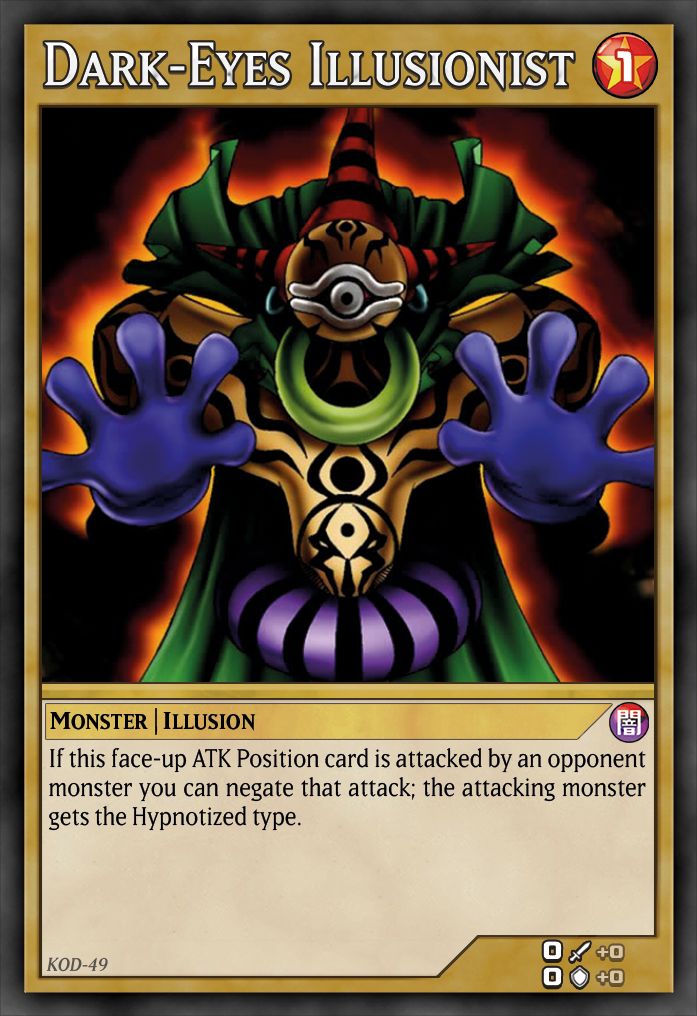 DARK-EYES ILLUSIONIST
1
MONSTER | ILLUSION
闇
If this face-up ATK Position card is attacked by an opponent
monster you can negate that attack; the attacking monster
gets the Hypnotized type.
0 +0
KOD-49
0 +0